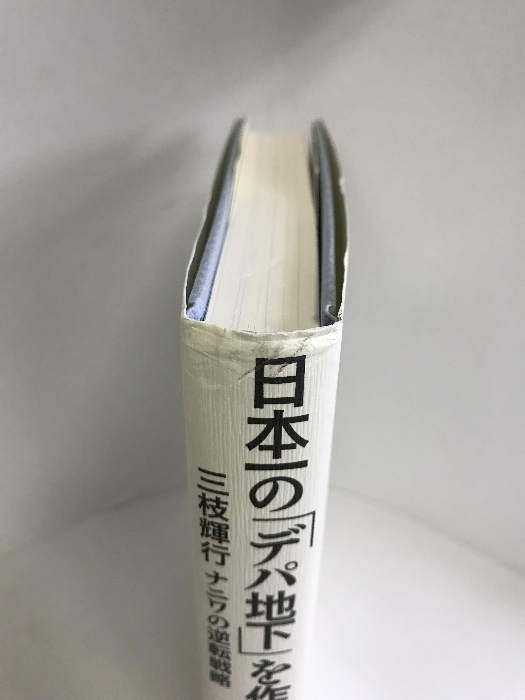 日本一の「デパ地下」を作
三枝輝行 ナニワの逆転戦略